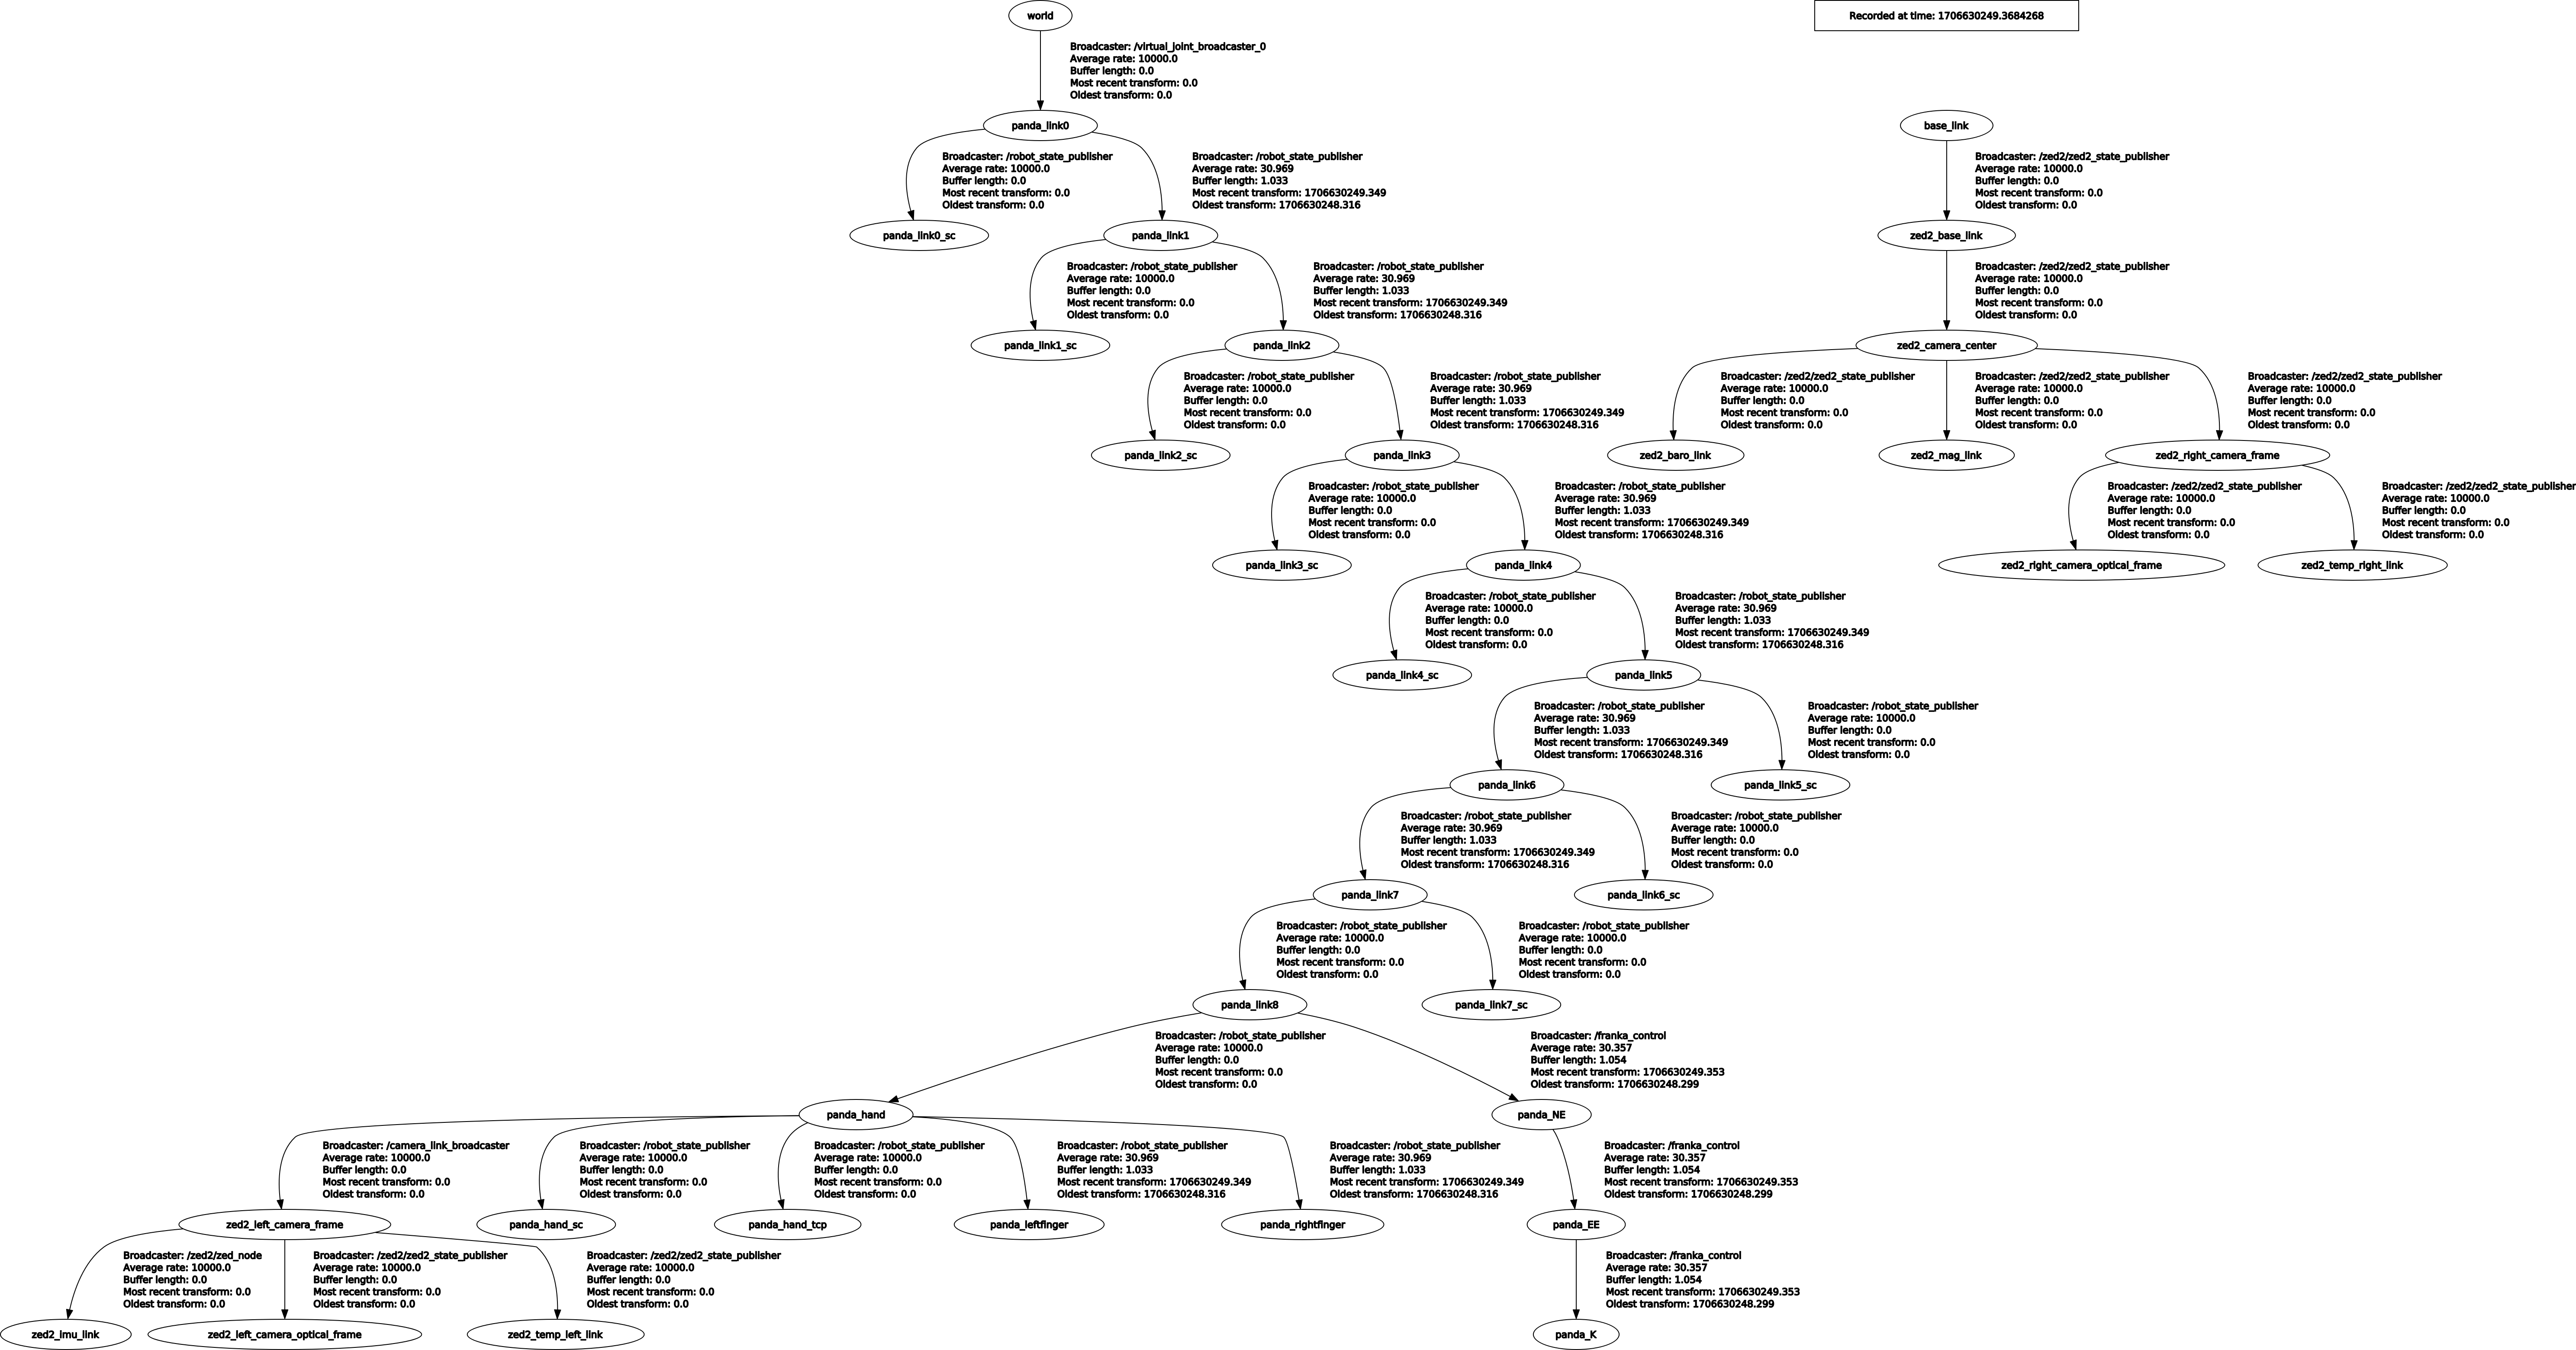 world
Recorded at time: 1706630249.3684268
Broadcaster: /virtual_joint_broadcaster_0
Average rate: 10000.0
Buffer length: 0.0
Most recent transform: 0.0
Oldest transform: 0.0
panda_link0
base_link
Broadcaster: /robot_state_publisher
Average rate: 10000.0
Buffer length: 0.0
Most recent transform: 0.0
Oldest transform: 0.0
Broadcaster: /robot_state_publisher
Average rate: 30.969
Buffer length: 1.033
Most recent transform: 1706630249.349
Oldest transform: 1706630248.316
Broadcaster: /zed2/zed2_state_publisher
Average rate: 10000.0
Buffer length: 0.0
Most recent transform: 0.0
Oldest transform: 0.0
panda_link0_sc
panda_link1
zed2_base_link
Broadcaster: /robot_state_publisher
Average rate: 10000.0
Buffer length: 0.0
Most recent transform: 0.0
Oldest transform: 0.0
Broadcaster: /robot_state_publisher
Average rate: 30.969
Buffer length: 1.033
Most recent transform: 1706630249.349
Oldest transform: 1706630248.316
Broadcaster: /zed2/zed2_state_publisher
Average rate: 10000.0
Buffer length: 0.0
Most recent transform: 0.0
Oldest transform: 0.0
panda_link1_sc
panda_link2
zed2_camera_center
Broadcaster: /robot_state_publisher
Average rate: 10000.0
Buffer length: 0.0
Most recent transform: 0.0
Oldest transform: 0.0
Broadcaster: /robot_state_publisher
Average rate: 30.969
Buffer length: 1.033
Most recent transform: 1706630249.349
Oldest transform: 1706630248.316
Broadcaster: /zed2/zed2_state_publisher
Average rate: 10000.0
Buffer length: 0.0
Most recent transform: 0.0
Oldest transform: 0.0
Broadcaster: /zed2/zed2_state_publisher
Average rate: 10000.0
Buffer length: 0.0
Most recent transform: 0.0
Oldest transform: 0.0
Broadcaster: /zed2/zed2_state_publisher
Average rate: 10000.0
Buffer length: 0.0
Most recent transform: 0.0
Oldest transform: 0.0
panda_link2_sc
panda_link3
zed2_baro_link
zed2_mag_link
zed2_right_camera_frame
Broadcaster: /robot_state_publisher
Average rate: 10000.0
Buffer length: 0.0
Most recent transform: 0.0
Oldest transform: 0.0
Broadcaster: /robot_state_publisher
Average rate: 30.969
Buffer length: 1.033
Most recent transform: 1706630249.349
Oldest transform: 1706630248.316
Broadcaster: /zed2/zed2_state_publisher
Average rate: 10000.0
Buffer length: 0.0
Most recent transform: 0.0
Oldest transform: 0.0
Broadcaster: /zed2/zed2_state_publisher
Average rate: 10000.0
Buffer length: 0.0
Most recent transform: 0.0
Oldest transform: 0.0
panda_link3_sc
panda_link4
zed2_right_camera_optical_frame
zed2_temp_right_link
Broadcaster: /robot_state_publisher
Average rate: 10000.0
Buffer length: 0.0
Most recent transform: 0.0
Oldest transform: 0.0
Broadcaster: /robot_state_publisher
Average rate: 30.969
Buffer length: 1.033
Most recent transform: 1706630249.349
Oldest transform: 1706630248.316
panda_link4_sc
panda_link5
Broadcaster: /robot_state_publisher
Average rate: 30.969
Buffer length: 1.033
Most recent transform: 1706630249.349
Oldest transform: 1706630248.316
Broadcaster: /robot_state_publisher
Average rate: 10000.0
Buffer length: 0.0
Most recent transform: 0.0
Oldest transform: 0.0
panda_link6
panda_link5_sc
Broadcaster: /robot_state_publisher
Average rate: 30.969
Buffer length: 1.033
Most recent transform: 1706630249.349
Oldest transform: 1706630248.316
Broadcaster: /robot_state_publisher
Average rate: 10000.0
Buffer length: 0.0
Most recent transform: 0.0
Oldest transform: 0.0
panda_link7
panda_link6_sc
Broadcaster: /robot_state_publisher
Average rate: 10000.0
Buffer length: 0.0
Most recent transform: 0.0
Oldest transform: 0.0
Broadcaster: /robot_state_publisher
Average rate: 10000.0
Buffer length: 0.0
Most recent transform: 0.0
Oldest transform: 0.0
panda_link8
panda_link7_sc
Broadcaster: /robot_state_publisher
Average rate: 10000.0
Buffer length: 0.0
Most recent transform: 0.0
Oldest transform: 0.0
Broadcaster: /franka_control
Average rate: 30.357
Buffer length: 1.054
Most recent transform: 1706630249.353
Oldest transform: 1706630248.299
panda_hand
panda_NE
Broadcaster: /camera_link_broadcaster
Average rate: 10000.0
Buffer length: 0.0
Most recent transform: 0.0
Oldest transform: 0.0
Broadcaster: /robot_state_publisher
Average rate: 10000.0
Buffer length: 0.0
Most recent transform: 0.0
Oldest transform: 0.0
Broadcaster: /robot_state_publisher
Average rate: 10000.0
Buffer length: 0.0
Most recent transform: 0.0
Oldest transform: 0.0
Broadcaster: /robot_state_publisher
Average rate: 30.969
Buffer length: 1.033
Most recent transform: 1706630249.349
Oldest transform: 1706630248.316
Broadcaster: /robot_state_publisher
Average rate: 30.969
Buffer length: 1.033
Most recent transform: 1706630249.349
Oldest transform: 1706630248.316
Broadcaster: /franka_control
Average rate: 30.357
Buffer length: 1.054
Most recent transform: 1706630249.353
Oldest transform: 1706630248.299
zed2_left_camera_frame
panda_hand_sc
panda_hand_tcp
panda_leftfinger
panda_rightfinger
panda_EE
Broadcaster: /zed2/zed_node
Average rate: 10000.0
Buffer length: 0.0
Most recent transform: 0.0
Oldest transform: 0.0
Broadcaster: /zed2/zed2_state_publisher
Average rate: 10000.0
Buffer length: 0.0
Most recent transform: 0.0
Oldest transform: 0.0
Broadcaster: /zed2/zed2_state_publisher
Average rate: 10000.0
Buffer length: 0.0
Most recent transform: 0.0
Oldest transform: 0.0
Broadcaster: /franka_control
Average rate: 30.357
Buffer length: 1.054
Most recent transform: 1706630249.353
Oldest transform: 1706630248.299
zed2_imu_link
zed2_left_camera_optical_frame
zed2_temp_left_link
panda_K